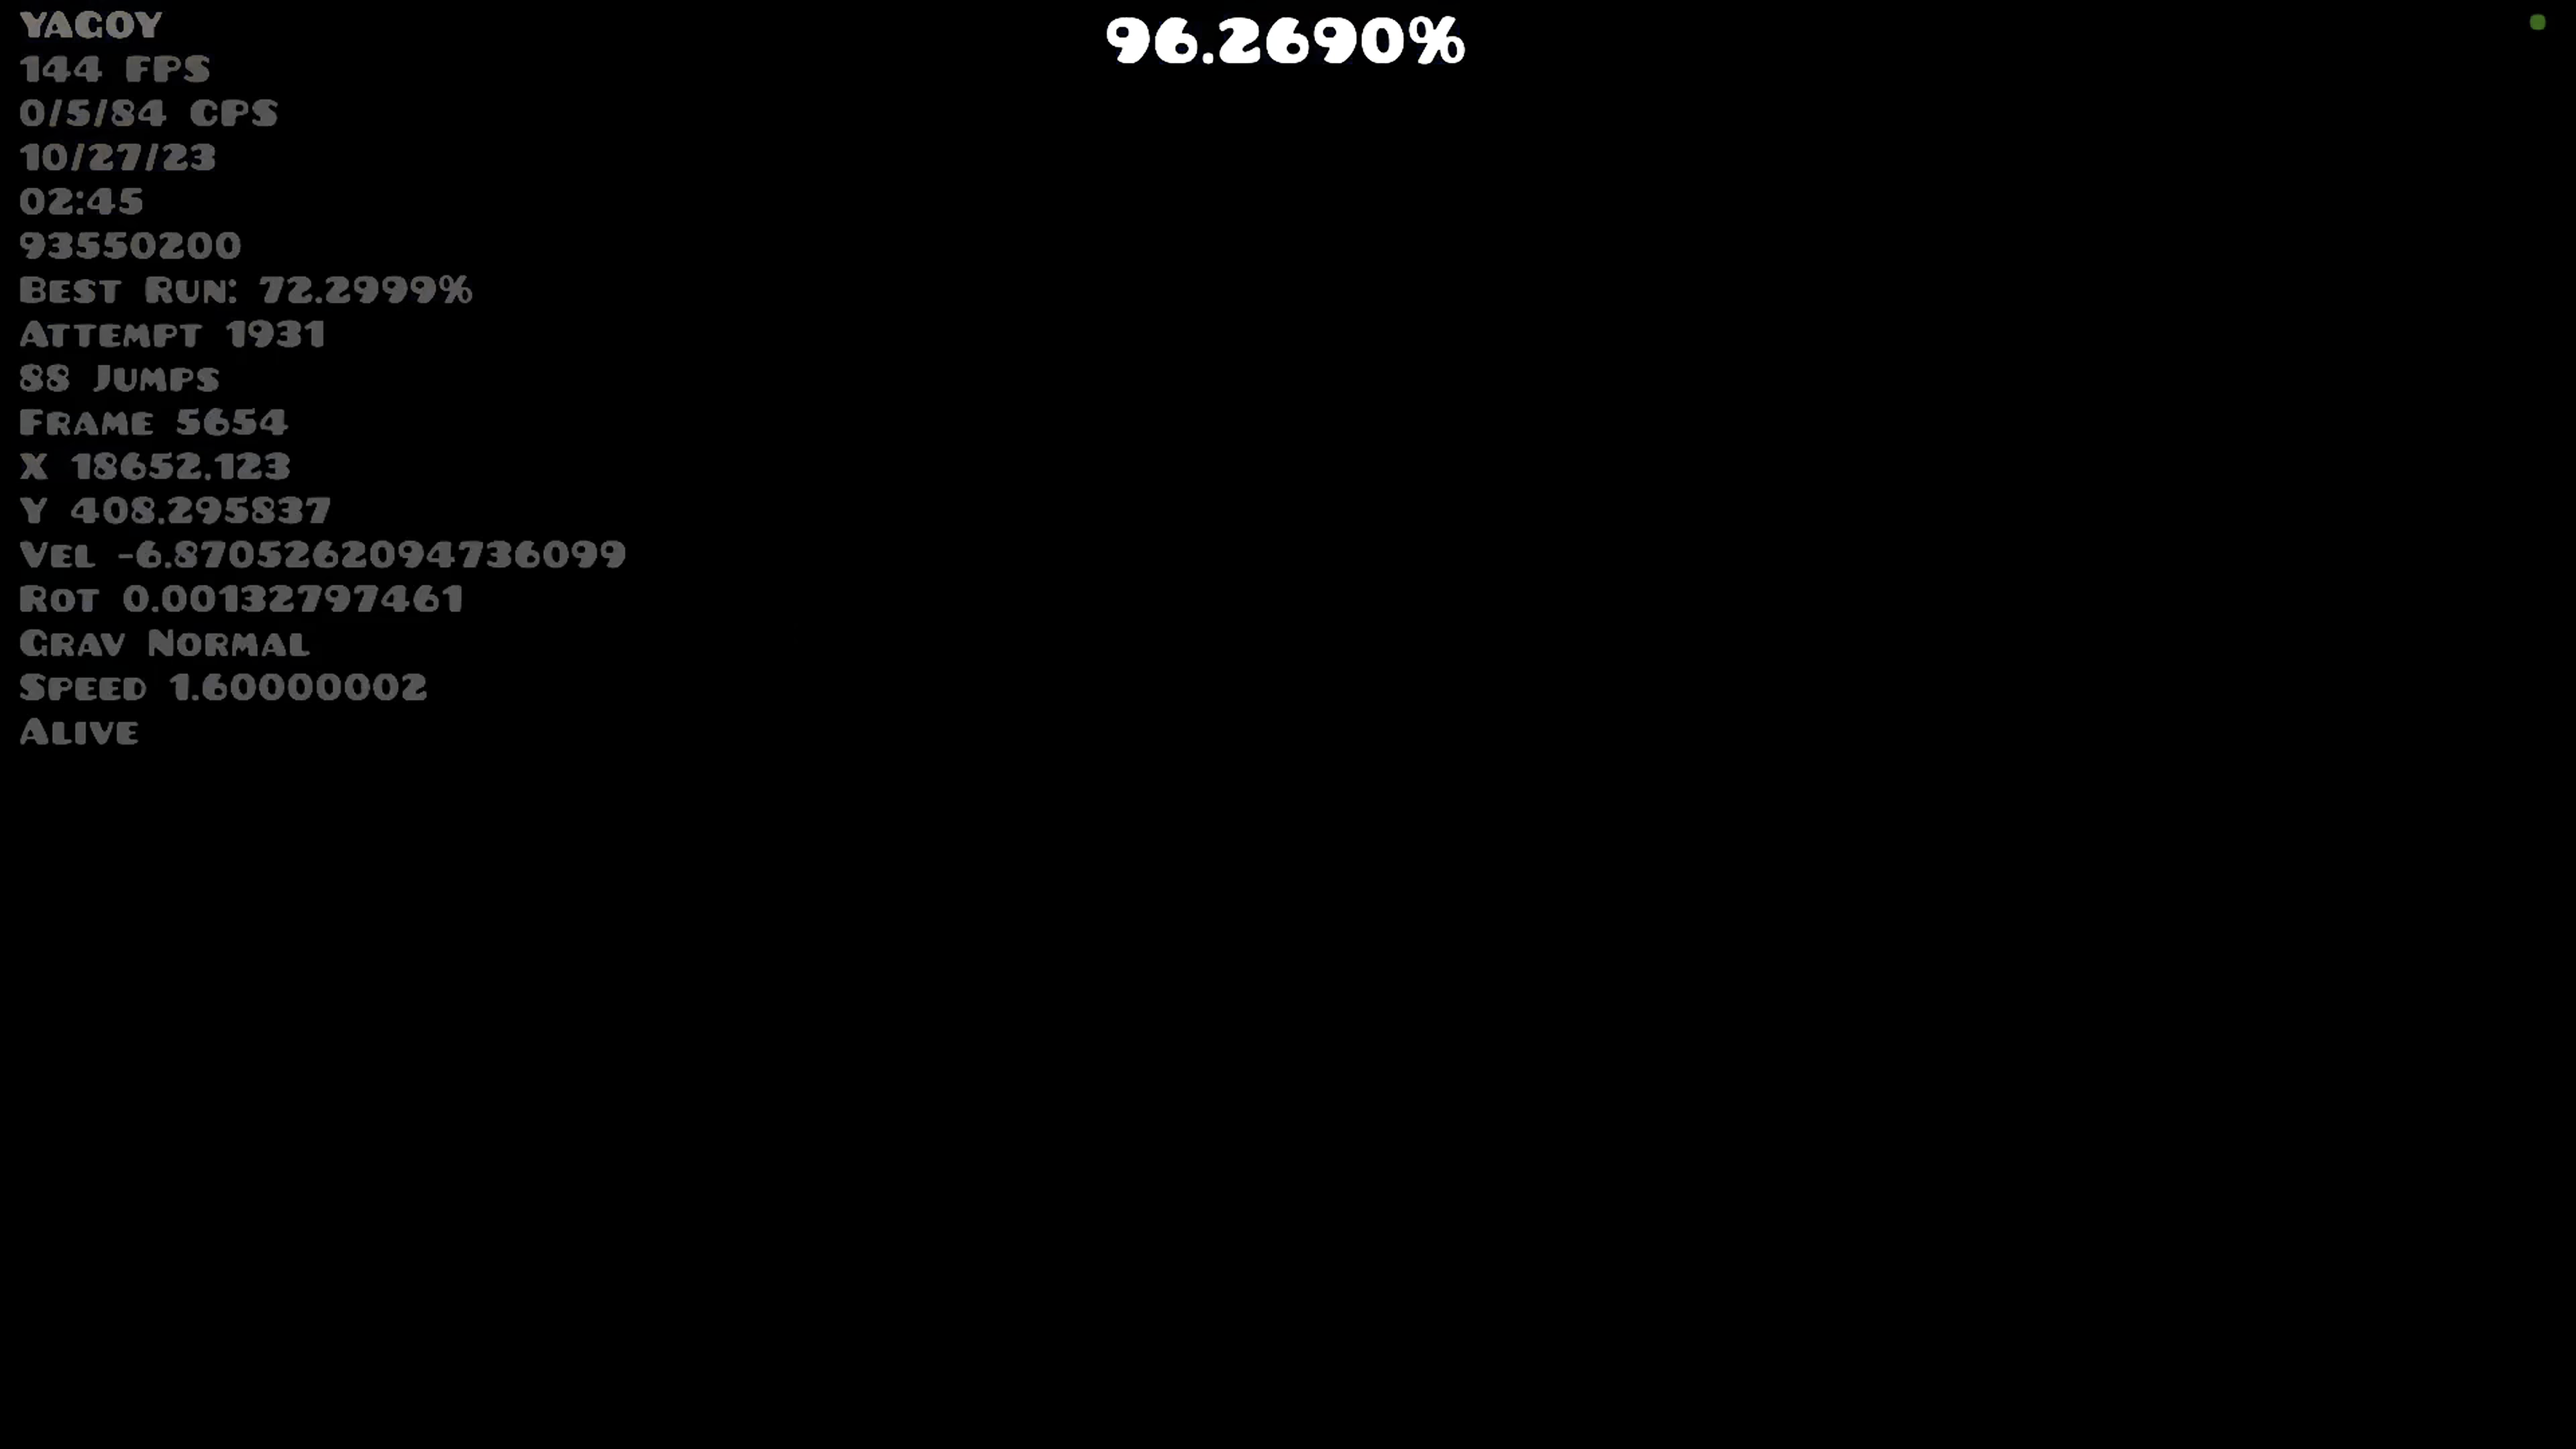 YAGOY
144 FPS
0/5/84 CPS
10/27/23
02:45
93550200
BEST RUN: 72.2999%
ATTEMPT 1931
88 JUMPS
FRAME 5654
X 18652.123
Y 408.295837
VEL -6.8705262094736099
ROT 0.00132797461
GRAV NORMAL
SPEED 1.60000002
ALIVE
96.2690%